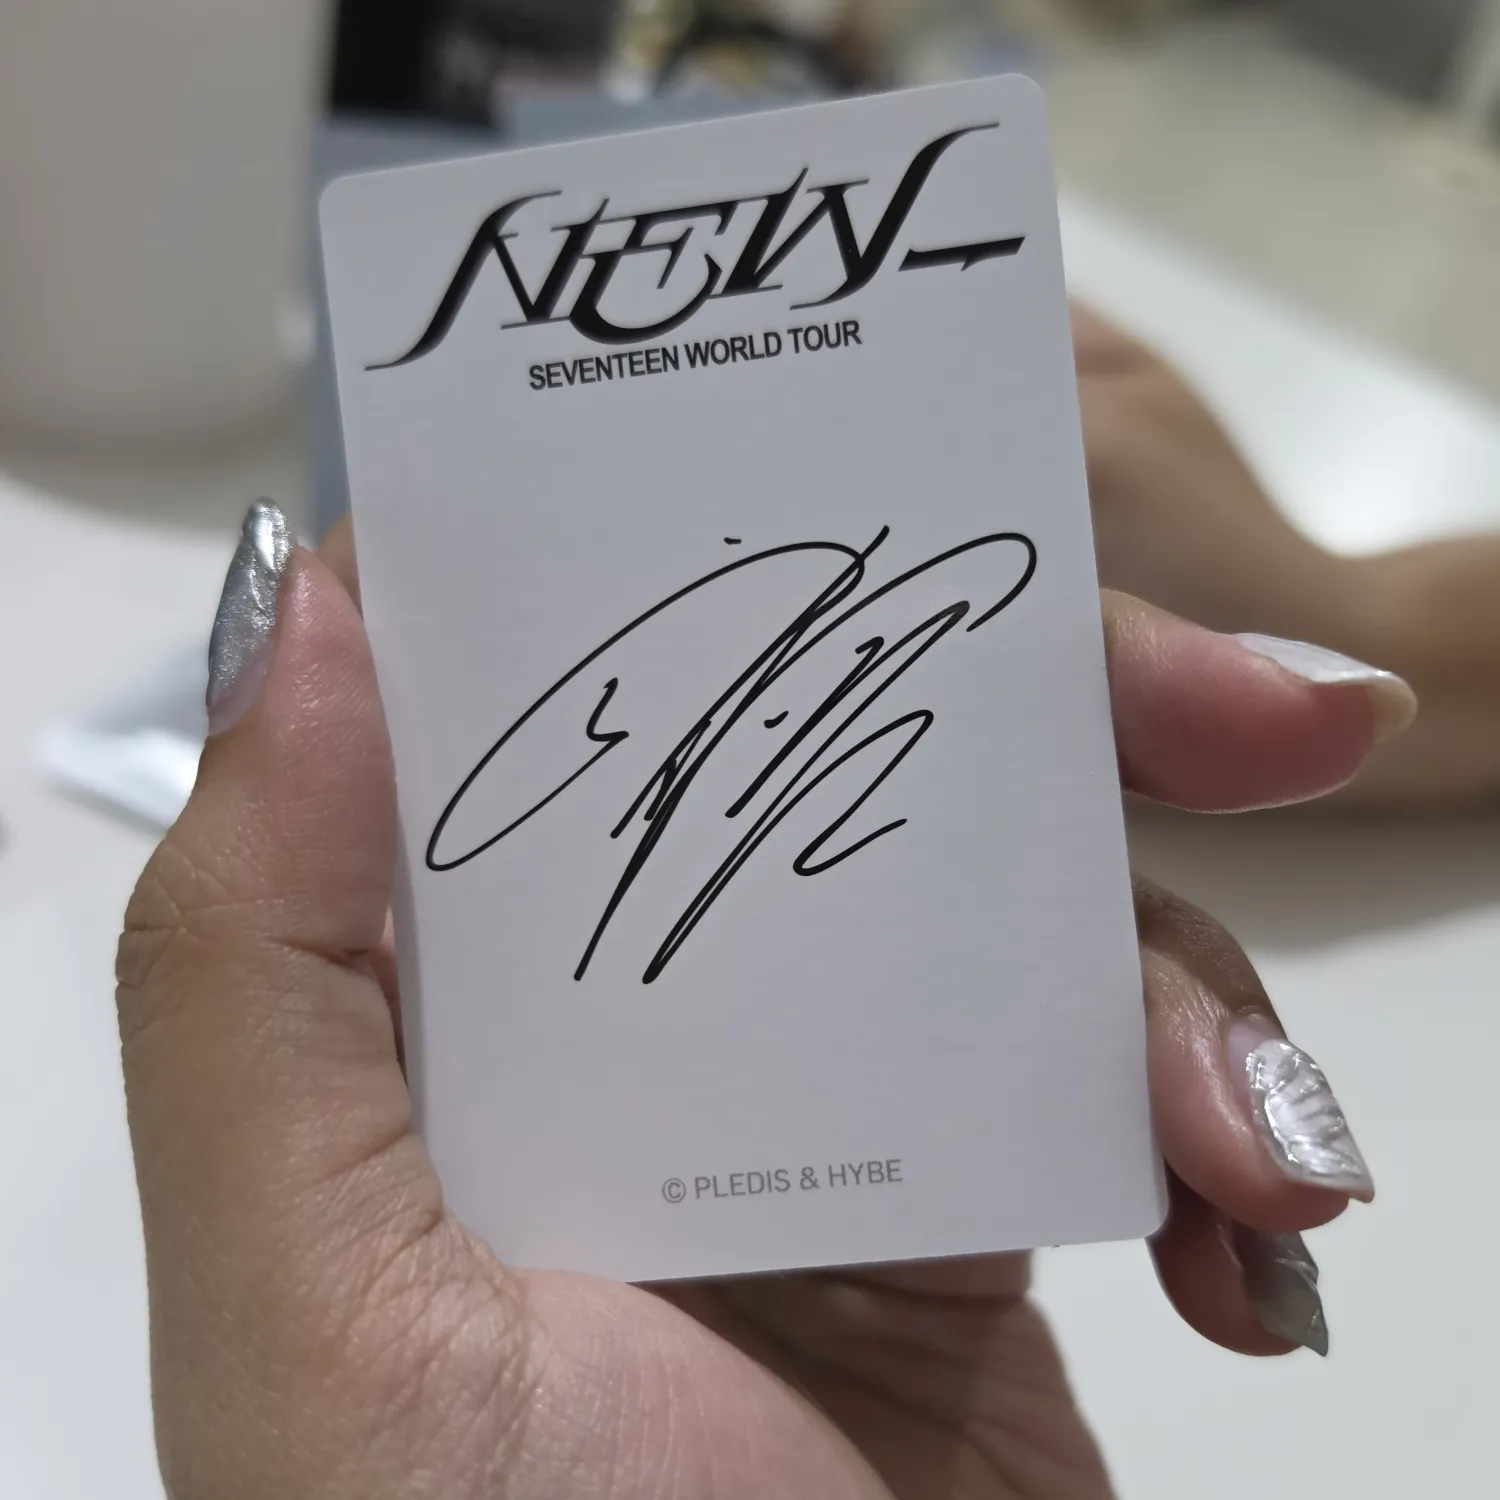 NEW_
SEVENTEEN WORLD TOUR
© PLEDIS & HYBE